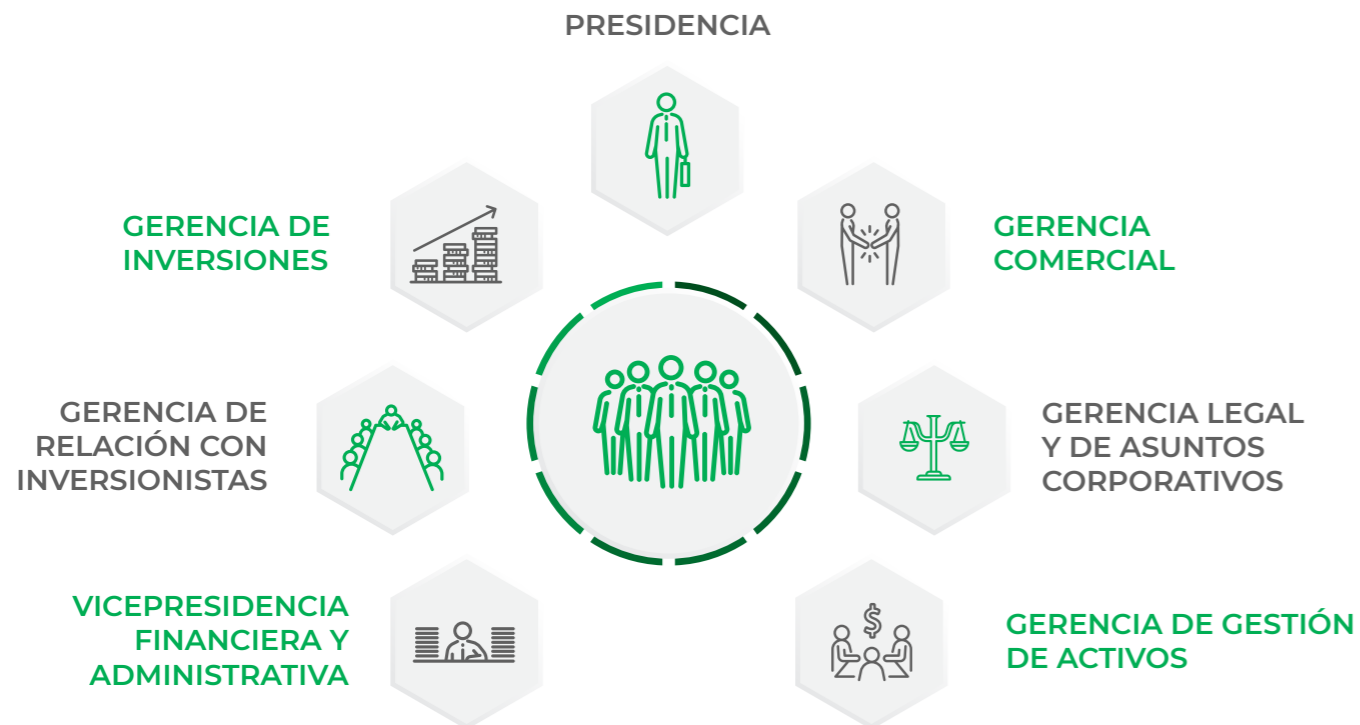 PRESIDENCIA
GERENCIA DE
INVERSIONES
GERENCIA
COMERCIAL
GERENCIA DE
RELACIÓN CON
INVERSIONISTAS
GERENCIA LEGAL
Y DE ASUNTOS
CORPORATIVOS
VICEPRESIDENCIA
FINANCIERA Y
ADMINISTRATIVA
$
GERENCIA DE GESTIÓN
DE ACTIVOS